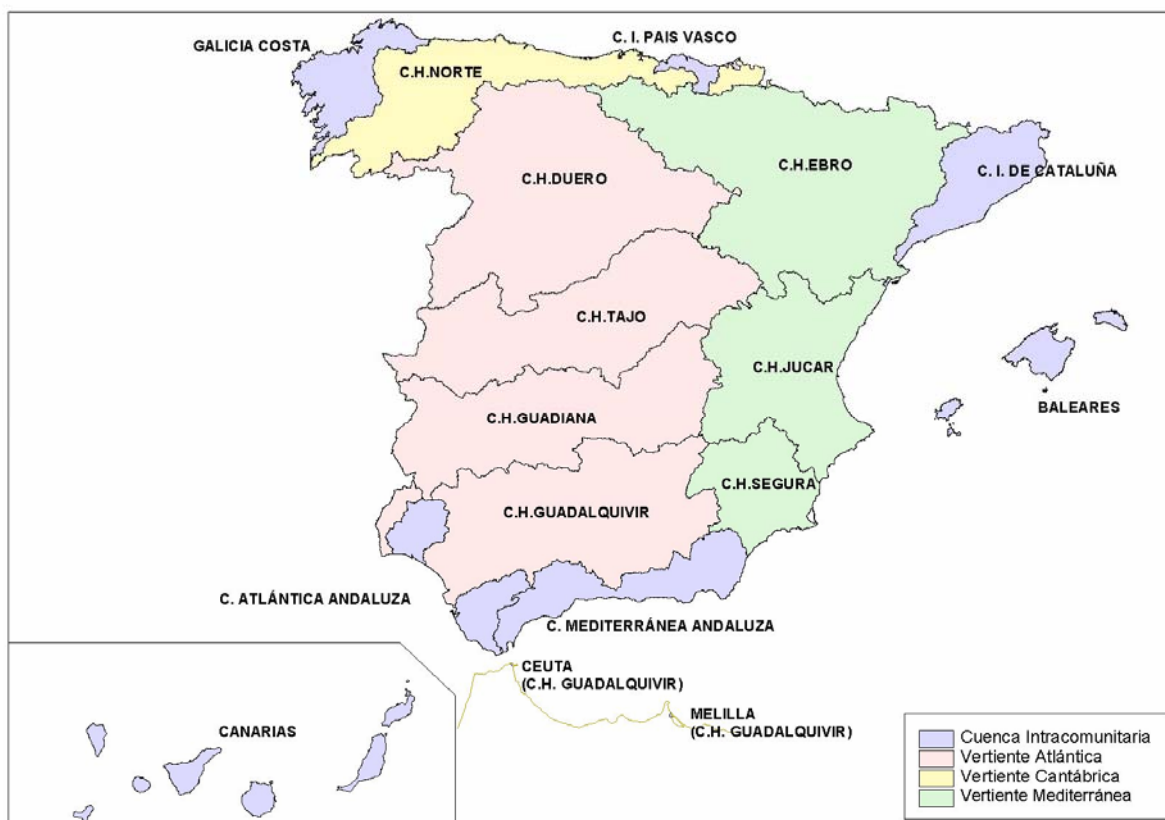 GALICIA COSTA
C. I. PAIS VASCO
C.H.NORTE
C.H.DUERO
C.H.EBRO
C. I. DE CATALUÑA
C.H.TAJO
C.H.JUCAR
BALEARES
C.H.GUADIANA
C.H.SEGURA
C.H.GUADALQUIVIR
C. ATLÁNTICA ANDALUZA
C. MEDITERRÁNEA ANDALUZA
CEUTA
(C.H. GUADALQUIVIR)
MELILLA
(C.H. GUADALQUIVIR)
CANARIAS
Cuenca Intracomunitaria
Vertiente Atlántica
Vertiente Cantábrica
Vertiente Mediterránea